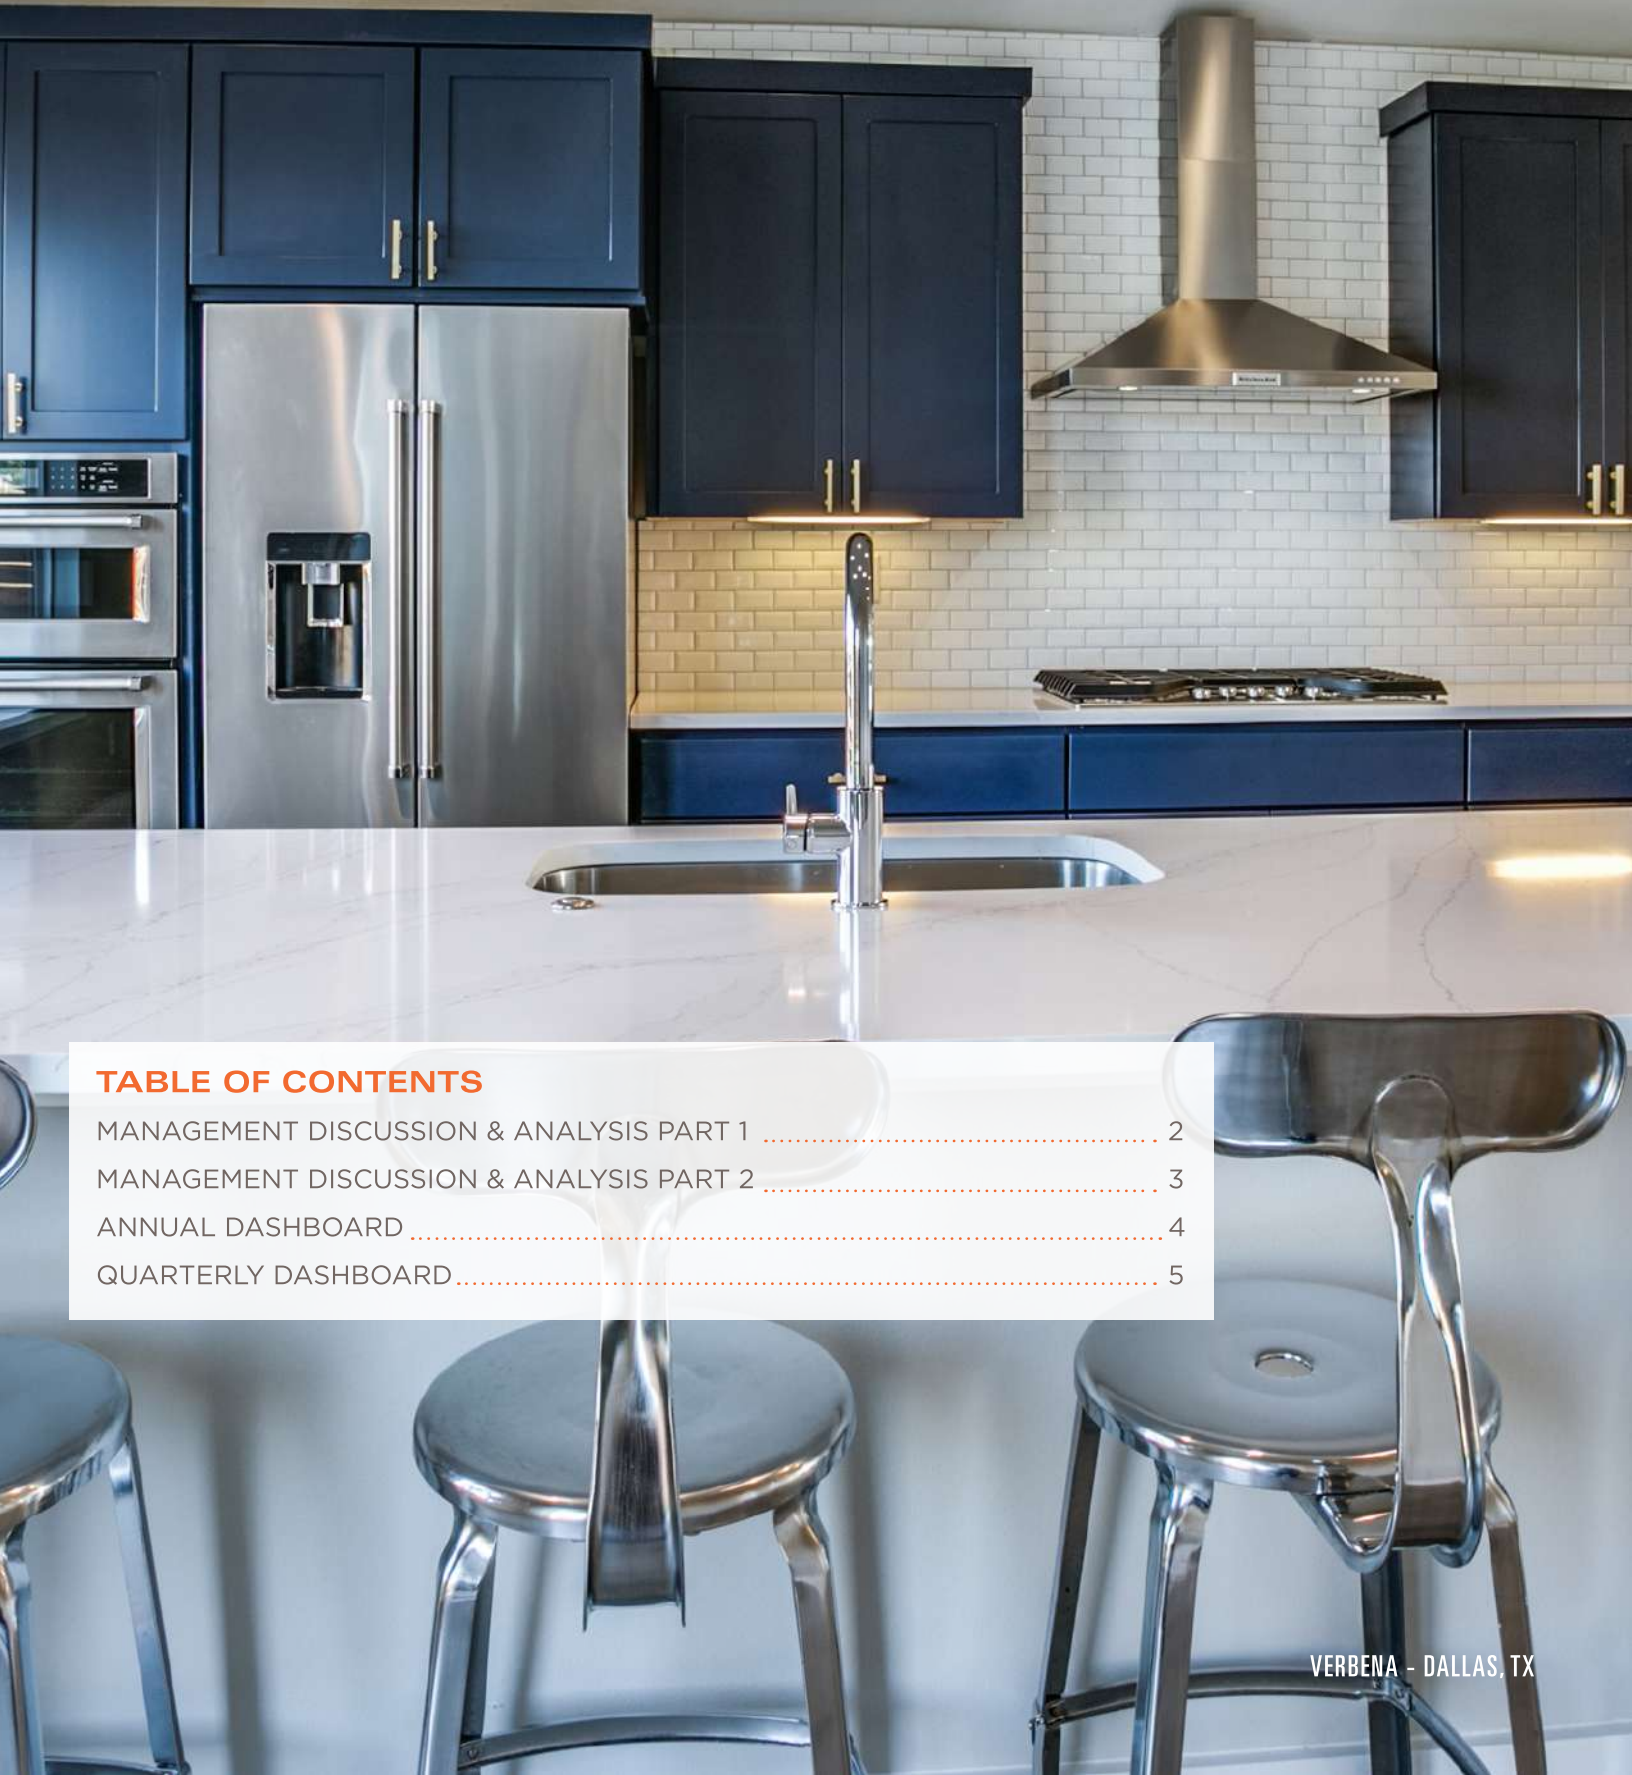 TABLE OF CONTENTS
MANAGEMENT DISCUSSION & ANALYSIS PART 1 2
MANAGEMENT DISCUSSION & ANALYSIS PART 2 3
ANNUAL DASHBOARD 4
QUARTERLY DASHBOARD 5
VERBENA - DALLAS, TX